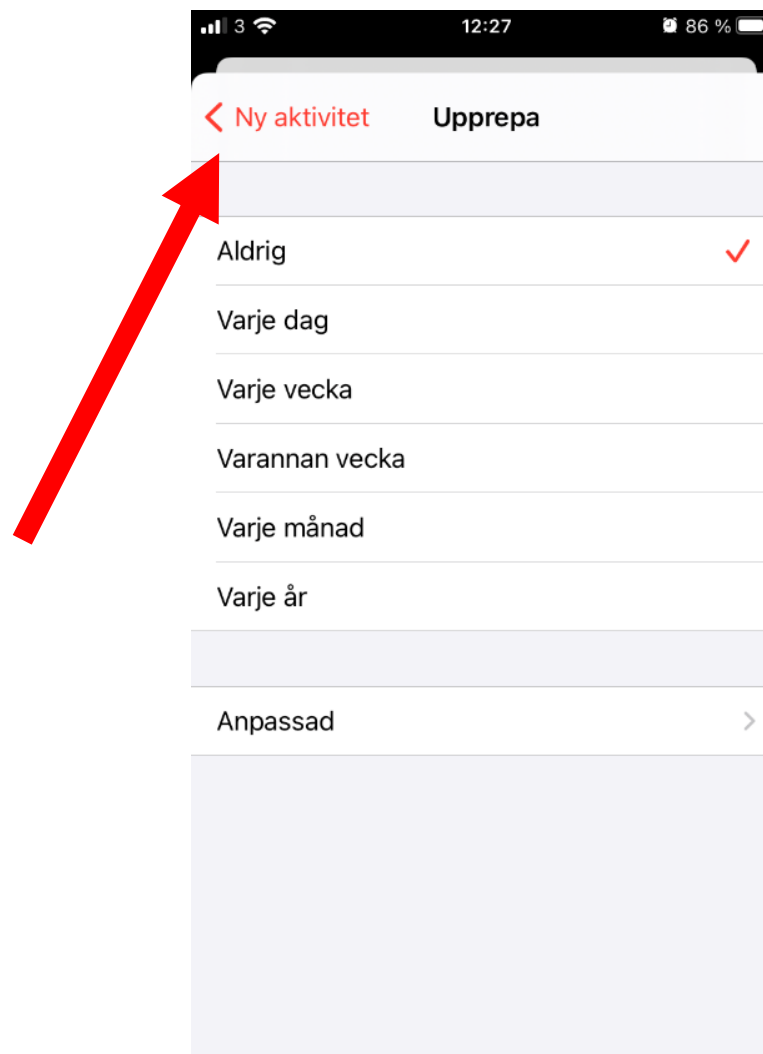 3 12:27 86 %
Ny aktivitet Upprepa
Aldrig
Varje dag
Varje vecka
Varannan vecka
Varje månad
Varje år
Anpassad